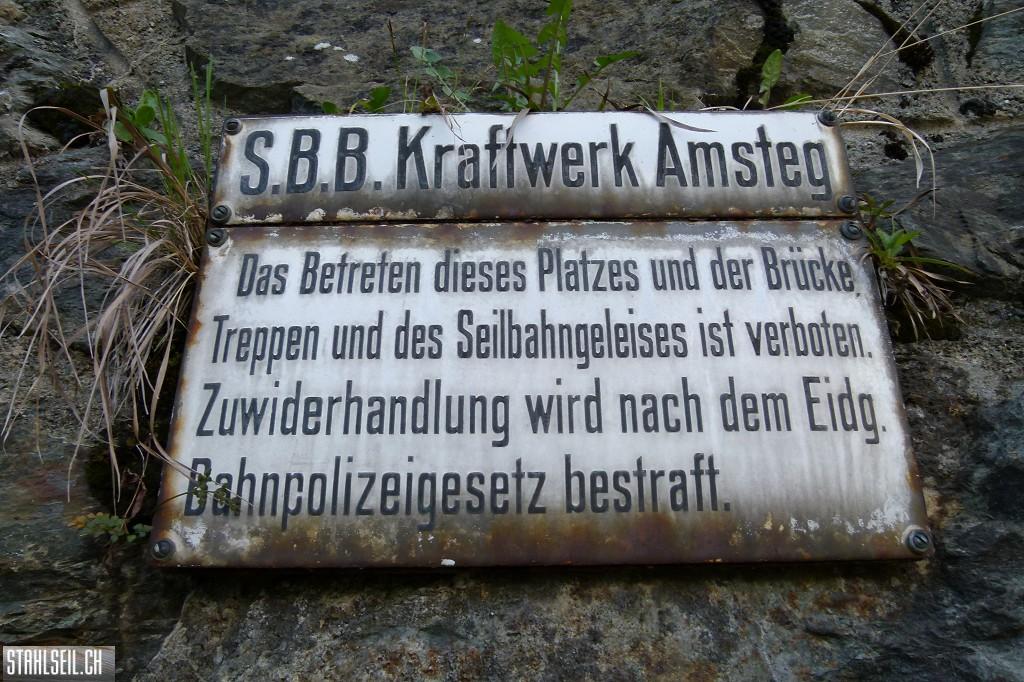 S.B.B. Kraftwerk Amsteg
Das Betreten dieses Platzes und der Brücke,
Treppen und des Seilbahngeleises ist verboten.
Zuwiderhandlung wird nach dem Eidg.
Bahnpolizeigesetz bestraft.
STAHLSEIL.CH